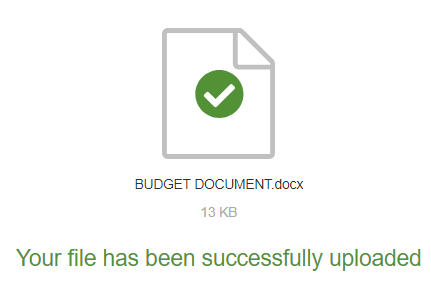 BUDGET DOCUMENT.docx
13 KB
Your file has been successfully uploaded